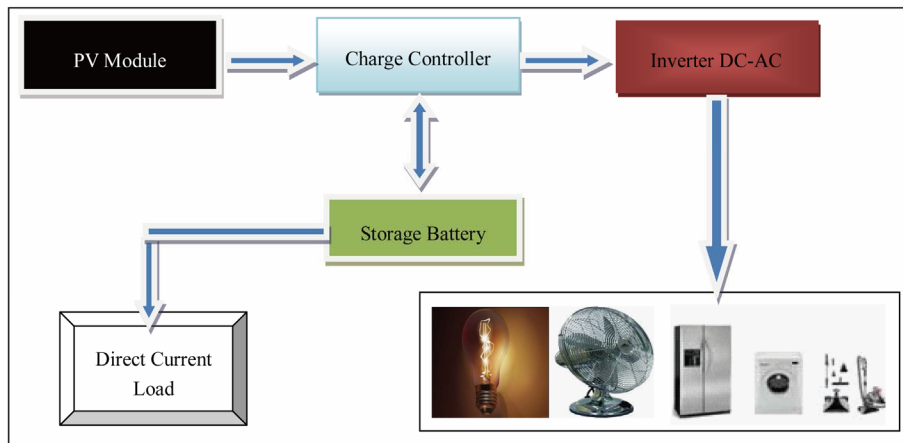 PV Module
Charge Controller
Inverter DC-AC
Storage Battery
Direct Current
Load